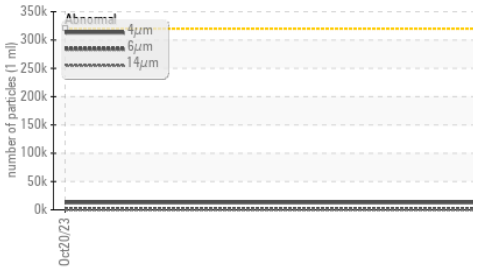 350k
Abnormal
300k
4µm
6µm
14µm
250k
200k
150k
100k
50k
0k
number of particles (1 ml)
Oct20/23